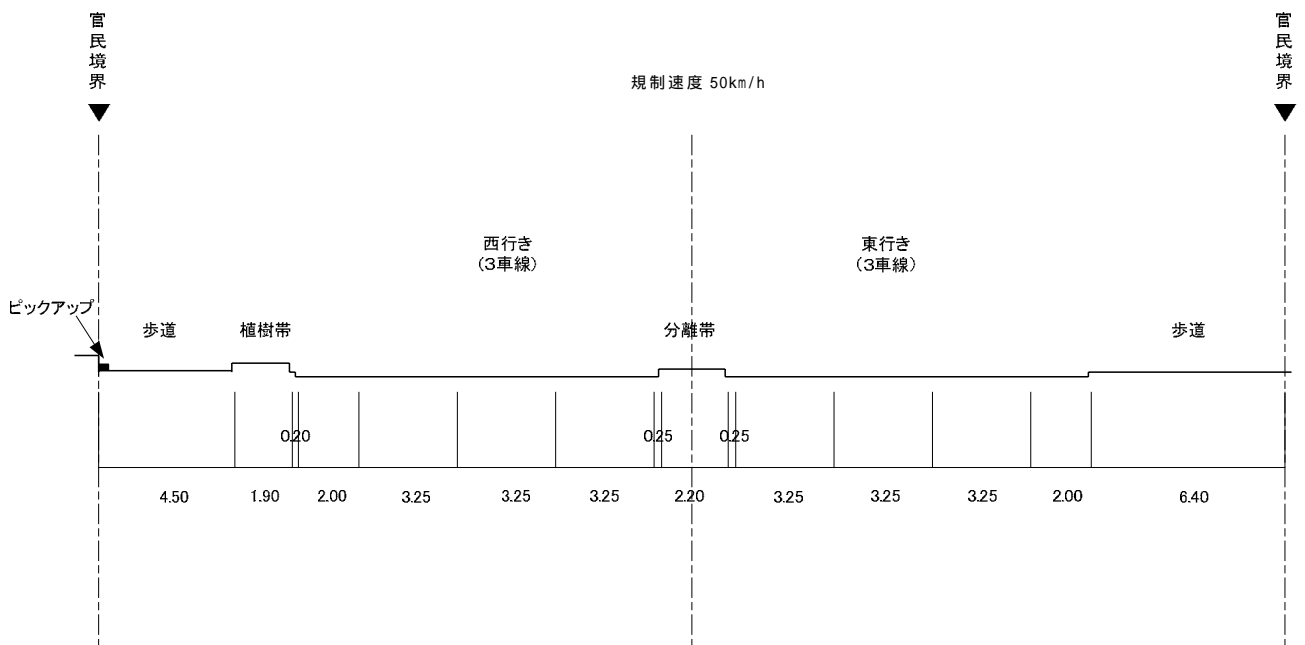 官民境界
官民境界
規制速度 50km/h
西行き
(3車線)
東行き
(3車線)
ピックアップ
歩道
植樹帯
分離帯
歩道
0.20
0.25
0.25
4.50
1.90
2.00
3.25
3.25
3.25
2.20
3.25
3.25
3.25
2.00
6.40